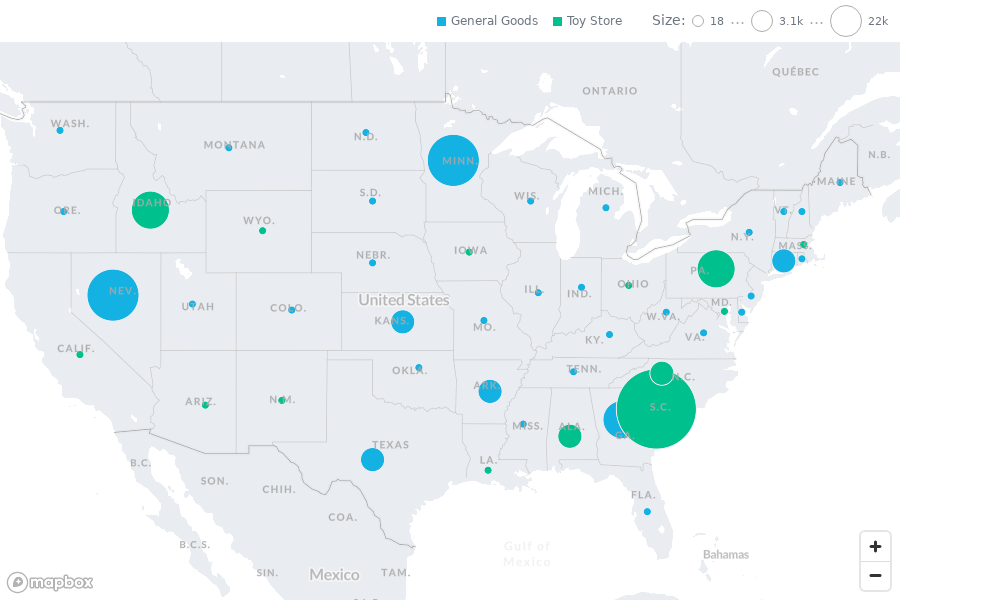 General Goods
Toy Store
Size: 18 ... 3.1k ... 22k
QUÉBEC
ONTARIO
WASH.
N.D.
MONTANA
MINN.
N.B.
MAINE
ORE.
IDAHO
S.D.
WIS.
MICH.
VT.
WYO.
N.Y.
MASS.
NEBR.
IOWA
PA.
NEV.
ILL.
IND.
OHIO
United States
UTAH
COLO.
MD.
KANS.
MO.
W.VA.
VA.
CALIF.
KY.
OKLA.
TENN.
N.C.
ARK.
ARIZ.
N.M.
S.C.
MISS.
ALA.
GA.
TEXAS
B.C.
LA.
SON.
CHIH.
FLA.
COA.
B.C.S.
Gulf of
Mexico
Bahamas
SIN.
Mexico
TAM.
mapbox
+
−